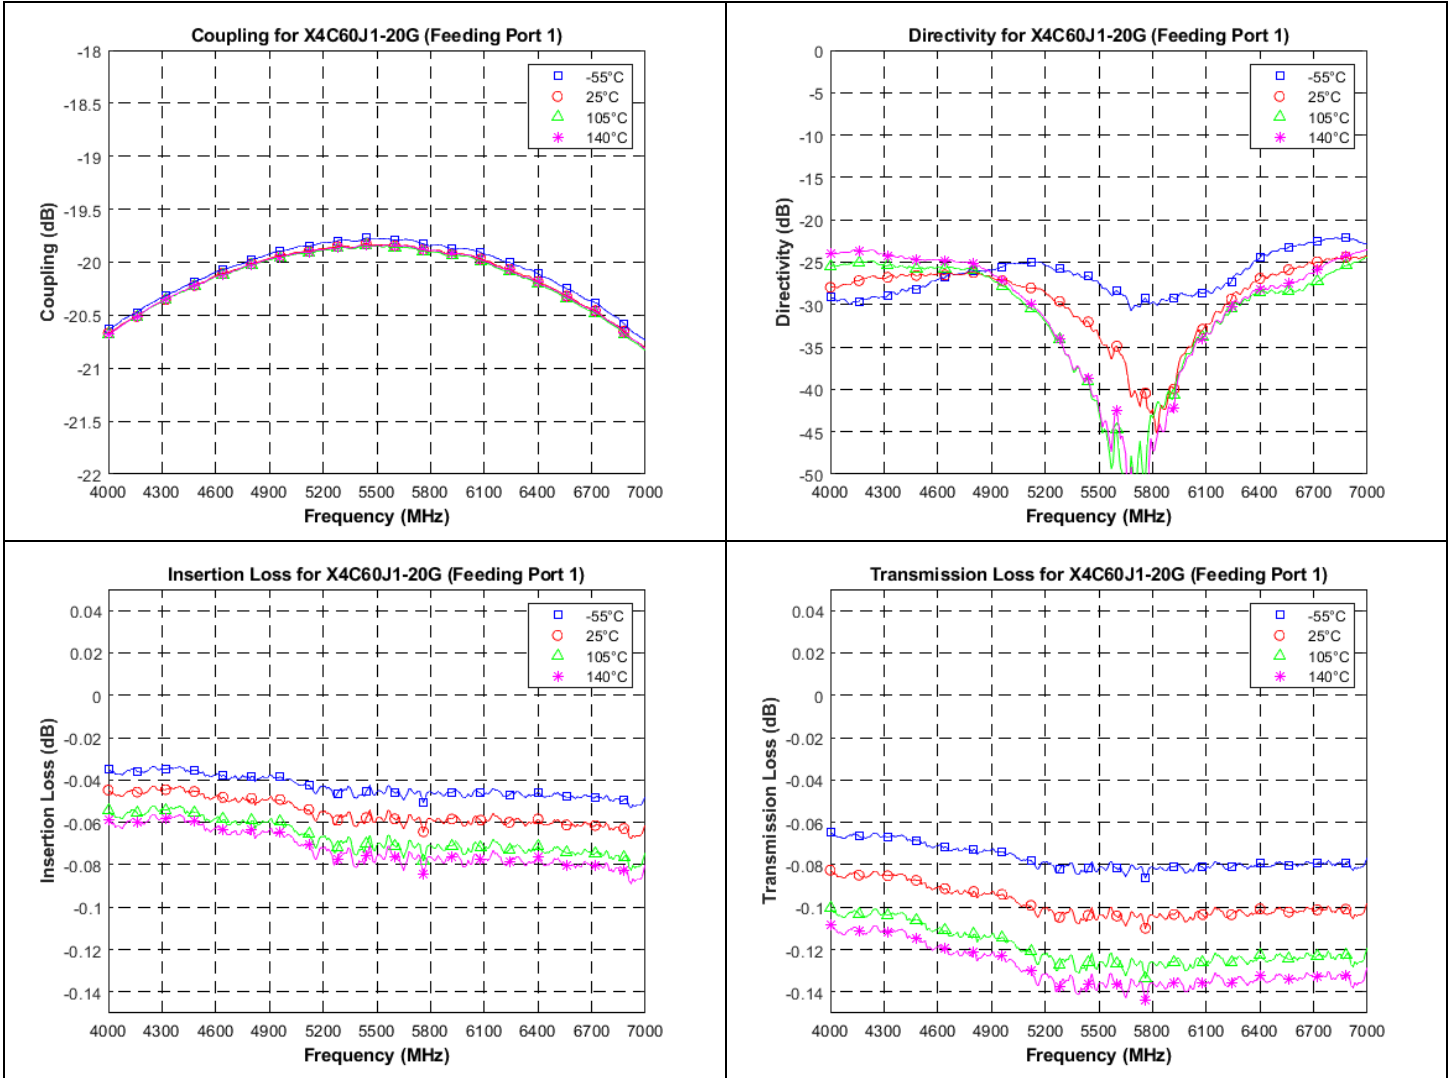 Coupling for X4C60J1-20G (Feeding Port 1)
-18
-18.5
-19
-19.5
-20
-20.5
-21
-21.5
-22
Coupling (dB)
-55°C
25°C
105°C
140°C
4000 4300 4600 4900 5200 5500 5800 6100 6400 6700 7000
Frequency (MHz)
Directivity for X4C60J1-20G (Feeding Port 1)
0
-5
-10
-15
-20
-25
-30
-35
-40
-45
-50
Directivity (dB)
-55°C
25°C
105°C
140°C
4000 4300 4600 4900 5200 5500 5800 6100 6400 6700 7000
Frequency (MHz)
Insertion Loss for X4C60J1-20G (Feeding Port 1)
0.04
0.02
0
-0.02
-0.04
-0.06
-0.08
-0.1
-0.12
-0.14
Insertion Loss (dB)
-55°C
25°C
105°C
140°C
4000 4300 4600 4900 5200 5500 5800 6100 6400 6700 7000
Frequency (MHz)
Transmission Loss for X4C60J1-20G (Feeding Port 1)
0.04
0.02
0
-0.02
-0.04
-0.06
-0.08
-0.1
-0.12
-0.14
Transmission Loss (dB)
-55°C
25°C
105°C
140°C
4000 4300 4600 4900 5200 5500 5800 6100 6400 6700 7000
Frequency (MHz)